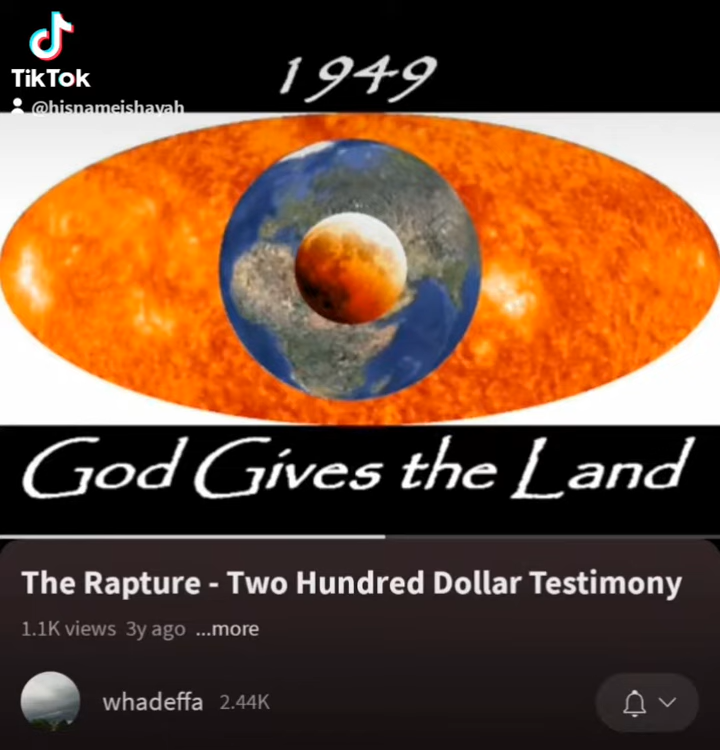 TikTok
@hisnameishayah
1949
God Gives the Land
The Rapture - Two Hundred Dollar Testimony
1.1K views 3y ago ...more
whadeffa 2.44K